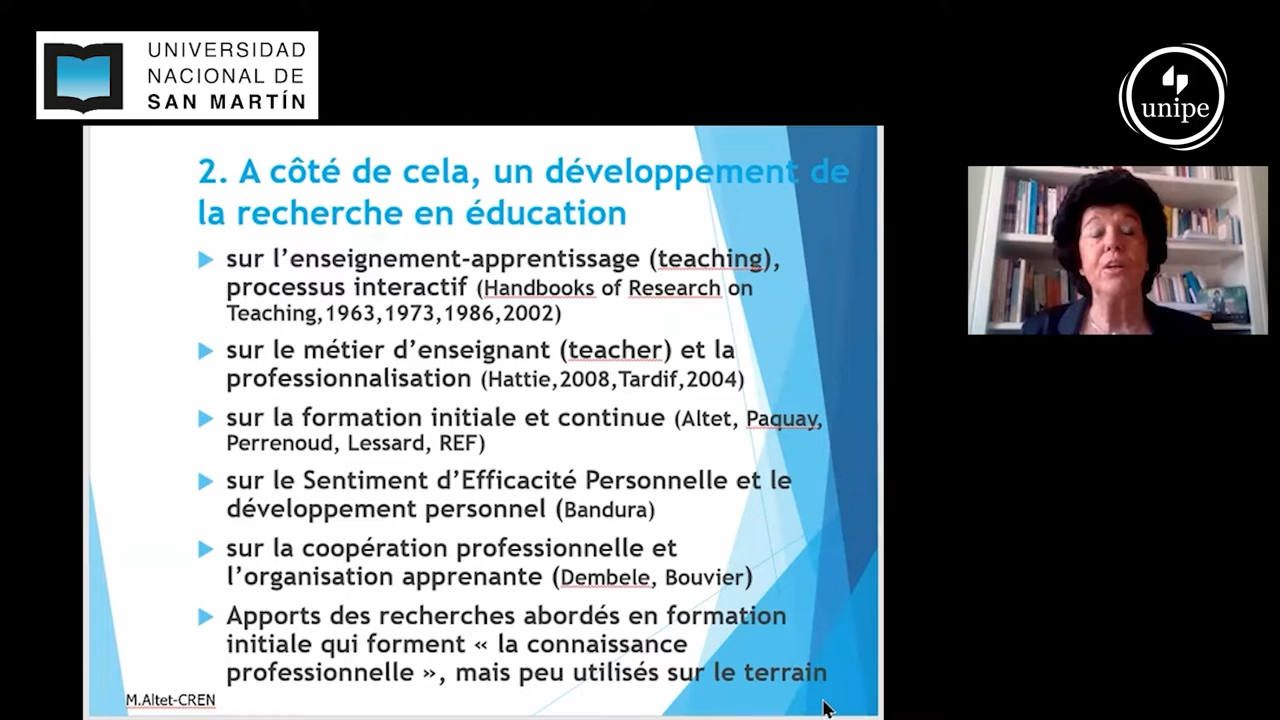 UNIVERSIDAD
NACIONAL DE
SAN MARTÍN
unipe
2. A côté de cela, un développement de
la recherche en éducation
sur l’enseignement-apprentissage (teaching),
processus interactif (Handbooks of Research on
Teaching,1963,1973,1986,2002)
sur le métier d’enseignant (teacher) et la
professionnalisation (Hattie,2008,Tardif,2004)
sur la formation initiale et continue (Altet, Paquay,
Perrenoud, Lessard, REF)
sur le Sentiment d’Efficacité Personnelle et le
développement personnel (Bandura)
sur la coopération professionnelle et
l’organisation apprenante (Dembele, Bouvier)
Apports des recherches abordés en formation
initiale qui forment « la connaissance
professionnelle », mais peu utilisés sur le terrain
M.Altet-CREN